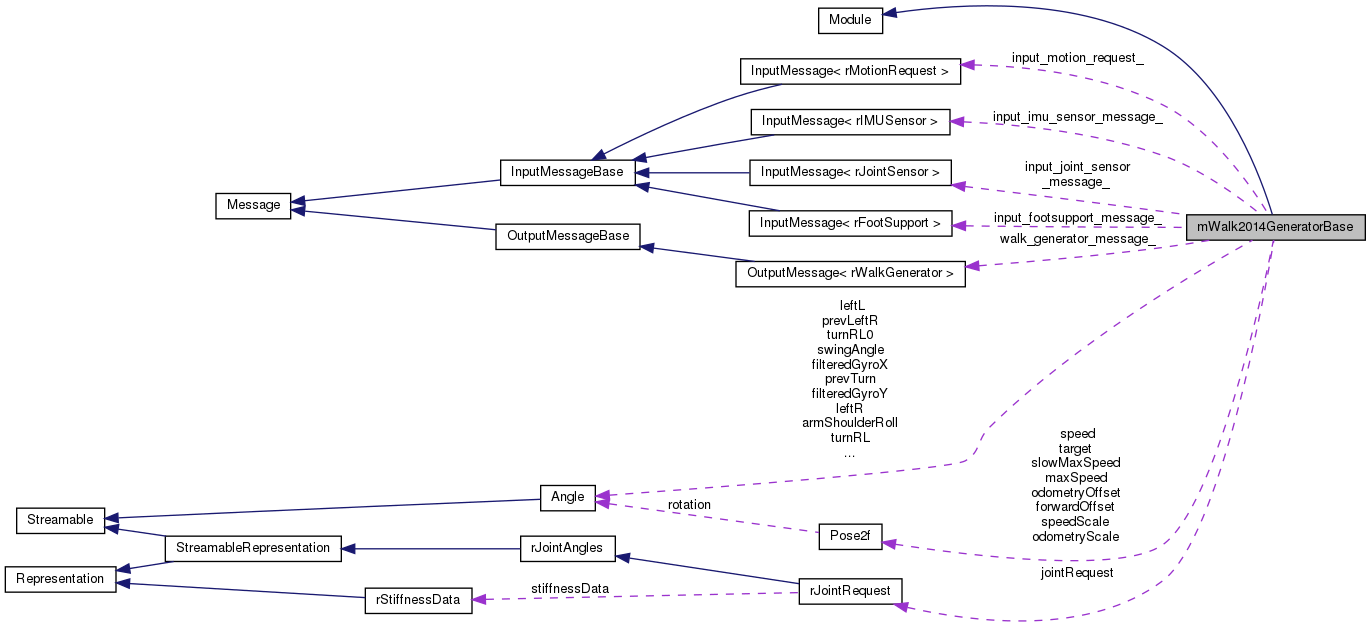 Module
input_motion_request_
InputMessage< rMotionRequest >
input_imu_sensor_message_
InputMessage< rIMUSensor >
InputMessageBase
InputMessage< rJointSensor >
input_joint_sensor
_message_
Message
InputMessage< rFootSupport >
input_footsupport_message_
mWalk2014GeneratorBase
OutputMessageBase
walk_generator_message_
OutputMessage< rWalkGenerator >
leftL
prevLeftR
turnRL0
swingAngle
filteredGyroX
prevTurn
filteredGyroY
leftR
armShoulderRoll
turnRL
...
speed
target
slowMaxSpeed
maxSpeed
odometryOffset
forwardOffset
speedScale
odometryScale
Angle
rotation
Streamable
Pose2f
StreamableRepresentation
rJointAngles
Representation
jointRequest
stiffnessData
rStiffnessData
rJointRequest